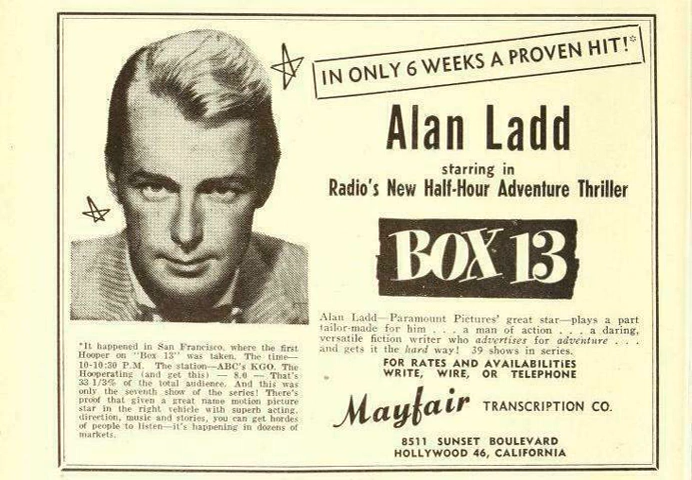 IN ONLY 6 WEEKS A PROVEN HIT!*
Alan Ladd
starring in
Radio's New Half-Hour Adventure Thriller
BOX 13
Alan Ladd—Paramount Pictures' great star—plays a part
tailor-made for him . . . a man of action . . . . a daring,
versatile fiction writer who advertises for adventure . . .
and gets it the hard way! 39 shows in series.
FOR RATES AND AVAILABILITIES
WRITE, WIRE, OR TELEPHONE
Mayfair TRANSCRIPTION CO.
8511 SUNSET BOULEVARD
HOLLYWOOD 46, CALIFORNIA
*It happened in San Francisco, where the first
Hooper on "Box 13" was taken. The time—
10-10:30 P.M. The station—ABC's KGO. The
Hooperating (and get this) — 8.0 — That's
33 1/3% of the total audience. And this was
only the seventh show of the series! There's
proof that given a great name motion picture
star in the right vehicle with superb acting,
direction, music and stories, you can get hordes
of people to listen—it's happening in dozens of
markets.